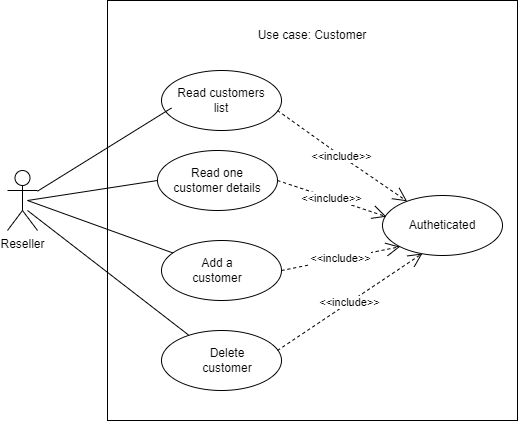 Use case: Customer
Read customers
list
<<include>>
Read one
customer details
<<include>>
Autheticated
Reseller
Add a
customer
<<include>>
<<include>>
Delete
customer